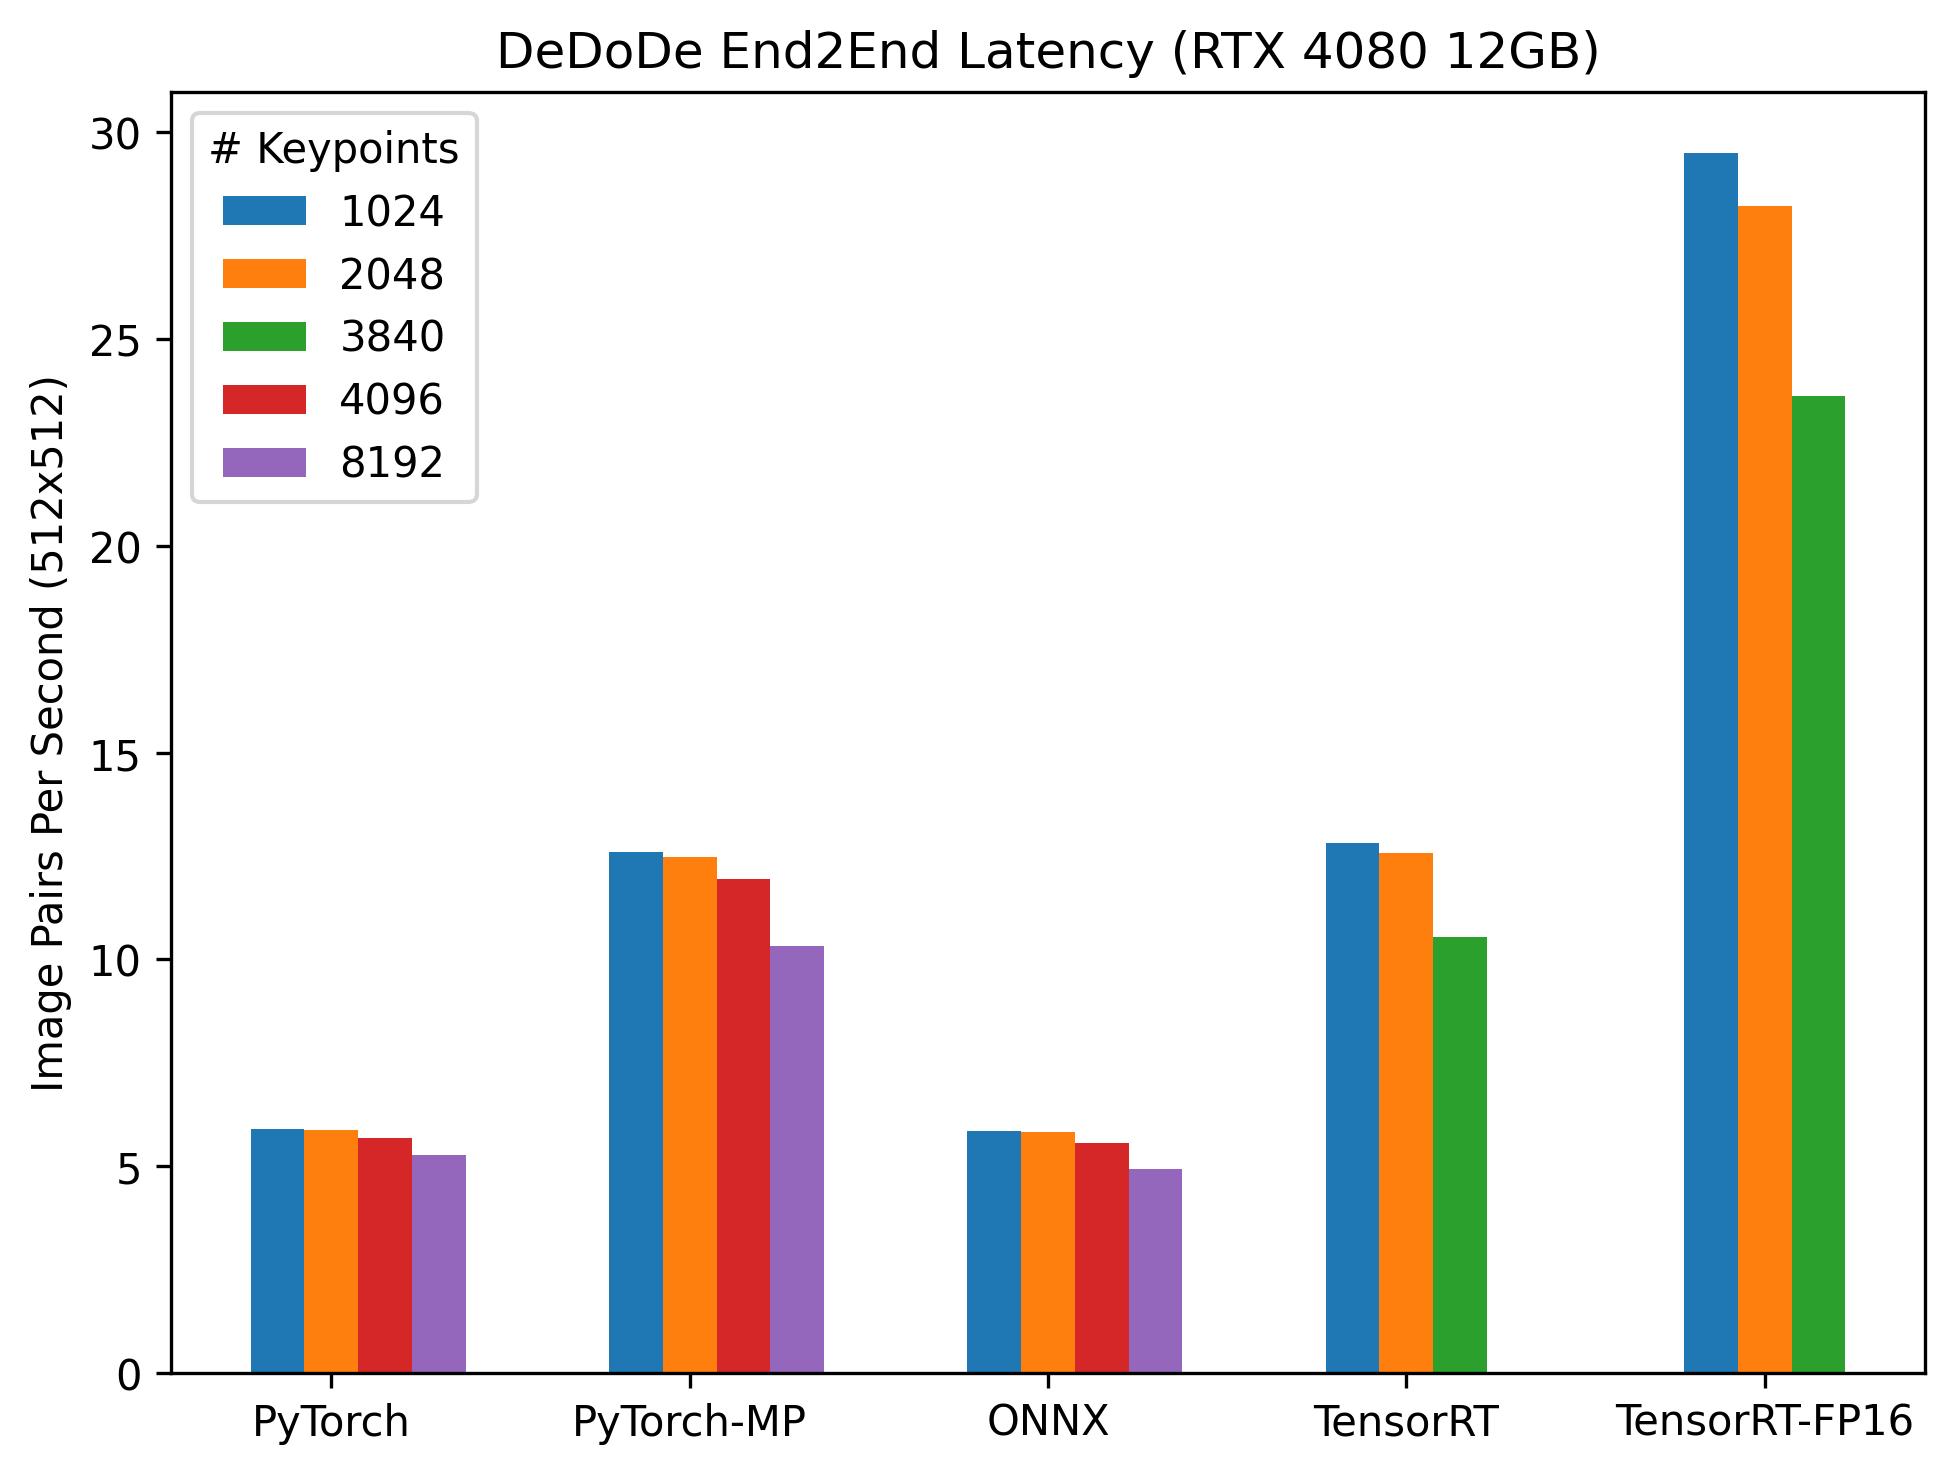 DeDoDe End2End Latency (RTX 4080 12GB)
# Keypoints
1024
2048
3840
4096
8192
Image Pairs Per Second (512x512)
30
25
20
15
10
5
0
PyTorch
PyTorch-MP
ONNX
TensorRT
TensorRT-FP16